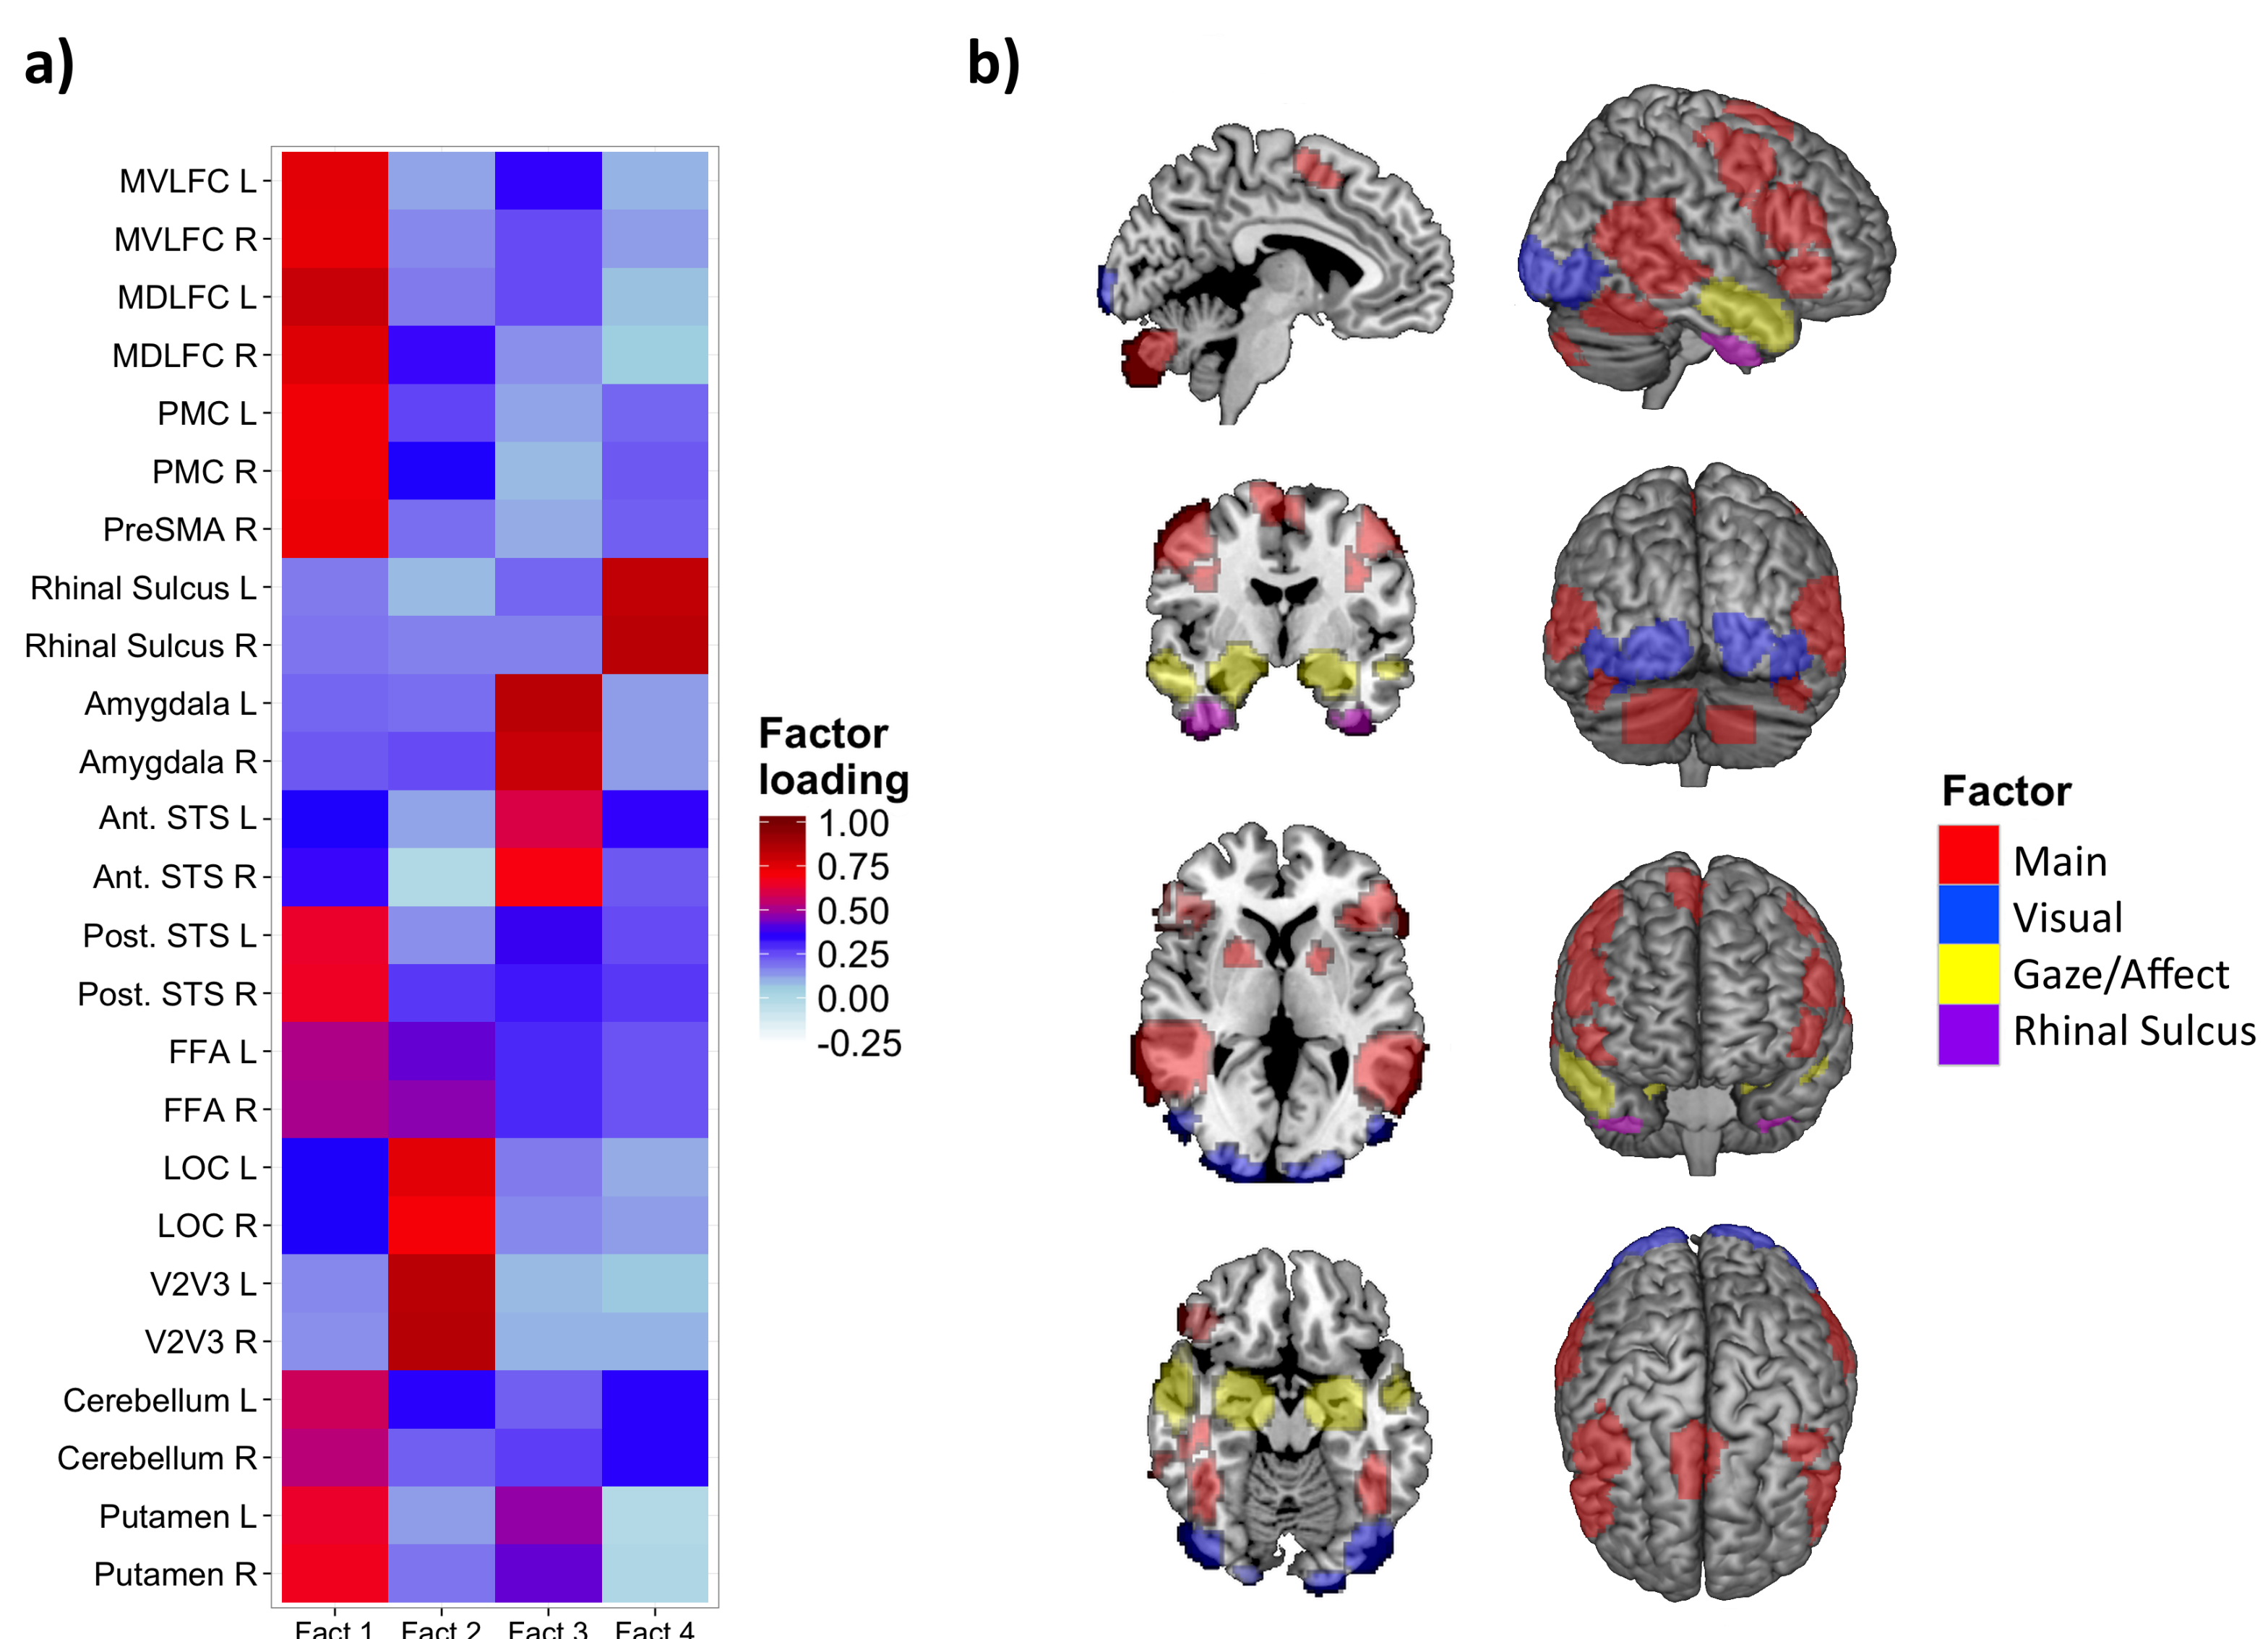 a)
MVLFC L
MVLFC R
MDLFC L
MDLFC R
PMC L
PMC R
PreSMA R
Rhinal Sulcus L
Rhinal Sulcus R
Amygdala L
Amygdala R
Ant. STS L
Ant. STS R
Post. STS L
Post. STS R
FFA L
FFA R
LOC L
LOC R
V2V3 L
V2V3 R
Cerebellum L
Cerebellum R
Putamen L
Putamen R
Fact 1 Fact 2 Fact 3 Fact 4
Factor
loading
1.00
0.75
0.50
0.25
0.00
-0.25
b)
Factor
Main
Visual
Gaze/Affect
Rhinal Sulcus